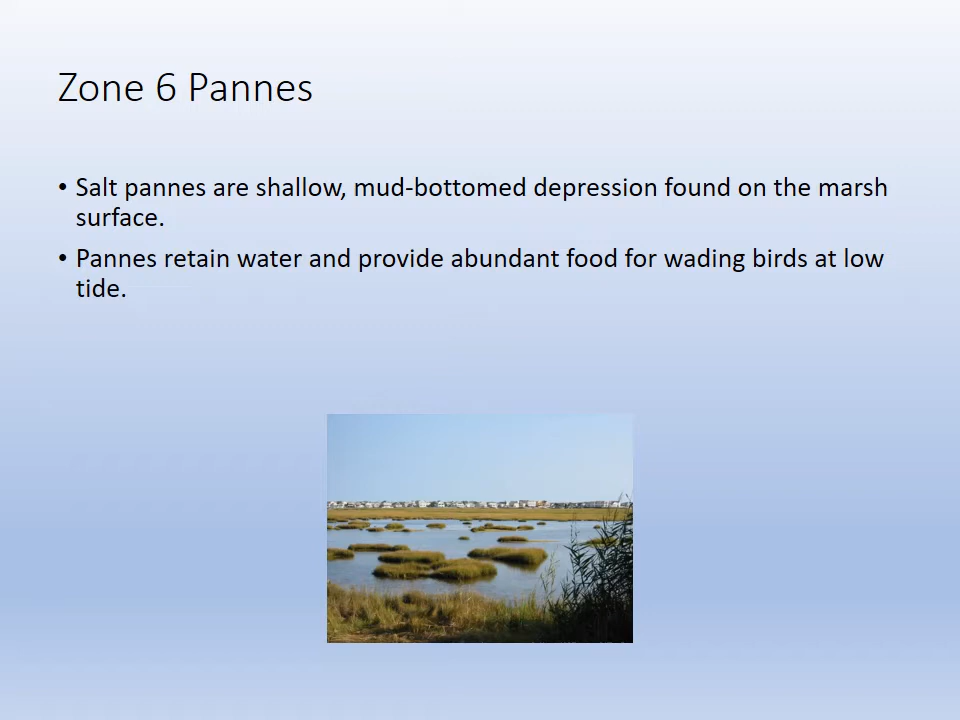 Zone 6 Pannes
• Salt pannes are shallow, mud-bottomed depression found on the marsh
surface.
• Pannes retain water and provide abundant food for wading birds at low
tide.